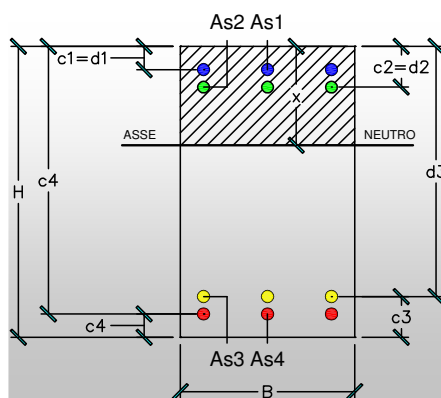 As2 As1
c1=d1
c2=d2
x
ASSE NEUTRO
c4
H
d3
c4
c3
As3 As4
B